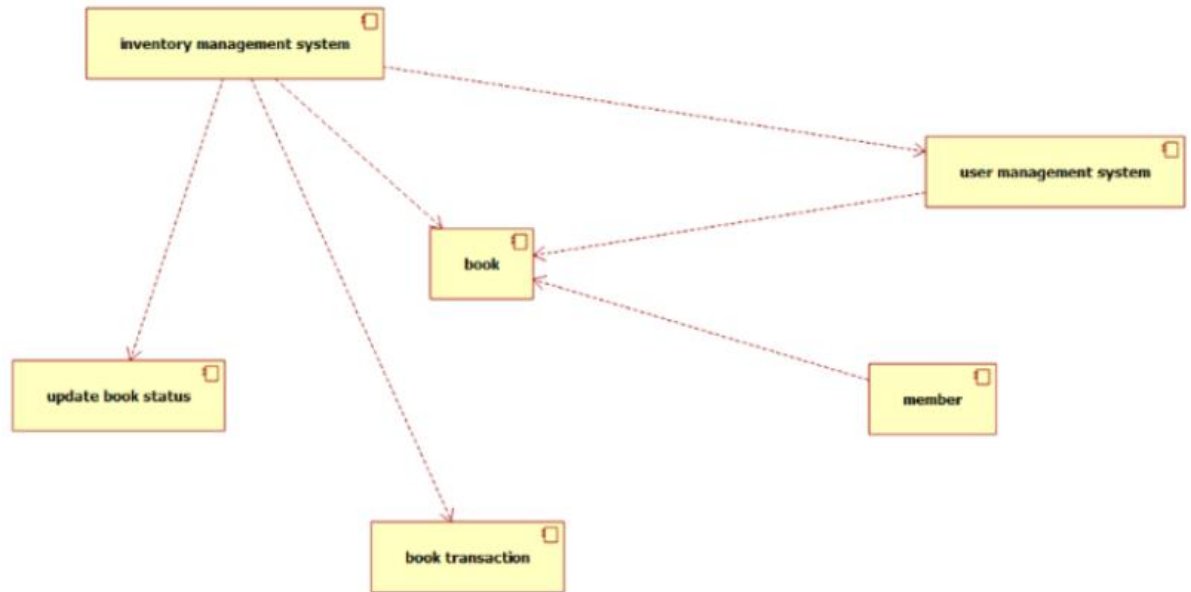 inventory management system
user management system
book
update book status
member
book transaction